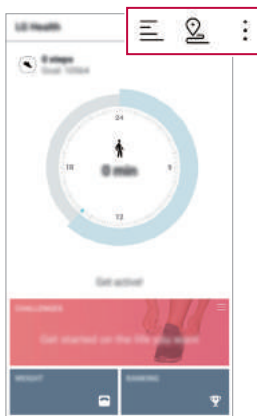 LG Health
0 steps
Goal: 10064
24
18
6
12
0 min
Get active!
CHALLENGES
Get started on the life you want
WEIGHT
RANKING